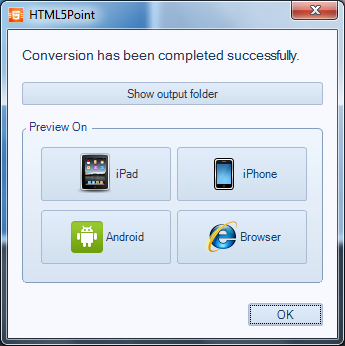 HTML5Point
Conversion has been completed successfully.
Show output folder
Preview On
iPad
iPhone
Android
Browser
OK